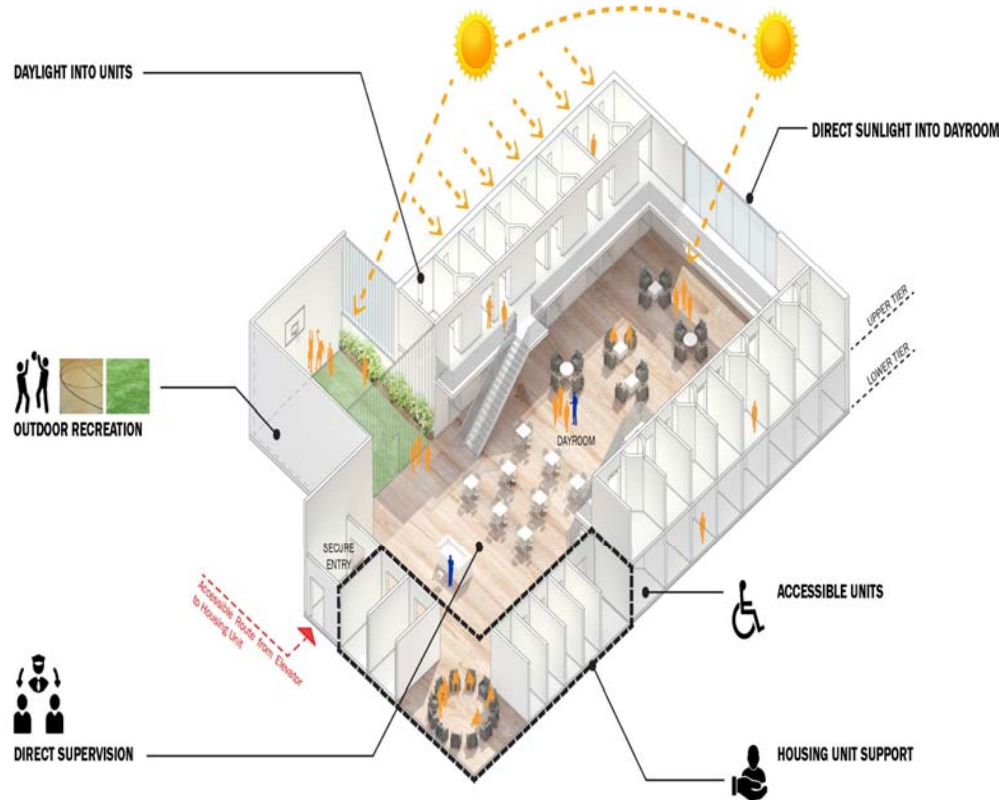 DAYLIGHT INTO UNITS
DIRECT SUNLIGHT INTO DAYROOM
UPPER TIER
LOWER TIER
OUTDOOR RECREATION
DAYROOM
SECURE
ENTRY
Accessible Route from Elevator
to Housing Unit
ACCESSIBLE UNITS
DIRECT SUPERVISION
HOUSING UNIT SUPPORT